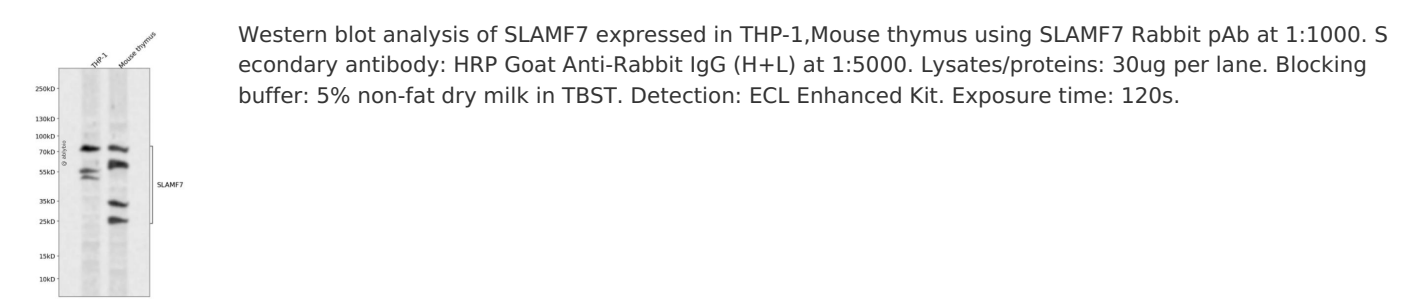 THP-1
Mouse thymus
Western blot analysis of SLAMF7 expressed in THP-1,Mouse thymus using SLAMF7 Rabbit pAb at 1:1000. S
econdary antibody: HRP Goat Anti-Rabbit IgG (H+L) at 1:5000. Lysates/proteins: 30ug per lane. Blocking
buffer: 5% non-fat dry milk in TBST. Detection: ECL Enhanced Kit. Exposure time: 120s.
250kD
130kD
100kD
70kD
55kD
SLAMF7
35kD
25kD
15kD
10kD